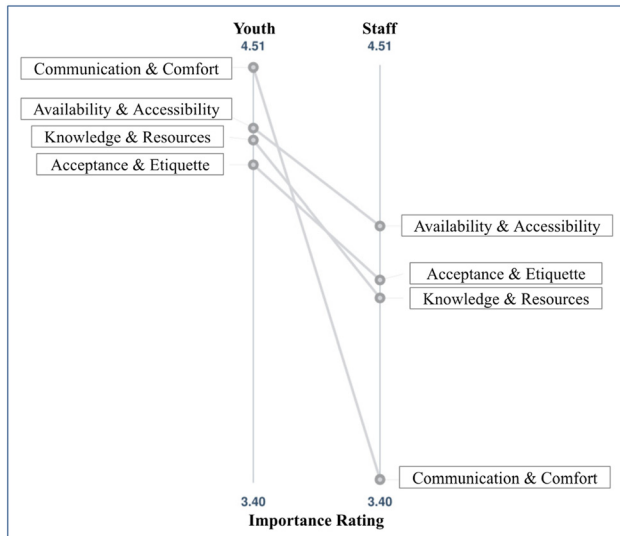 Youth
Staff
4.51
4.51
Communication & Comfort
Availability & Accessibility
Knowledge & Resources
Acceptance & Etiquette
Availability & Accessibility
Acceptance & Etiquette
Knowledge & Resources
Communication & Comfort
3.40
3.40
Importance Rating